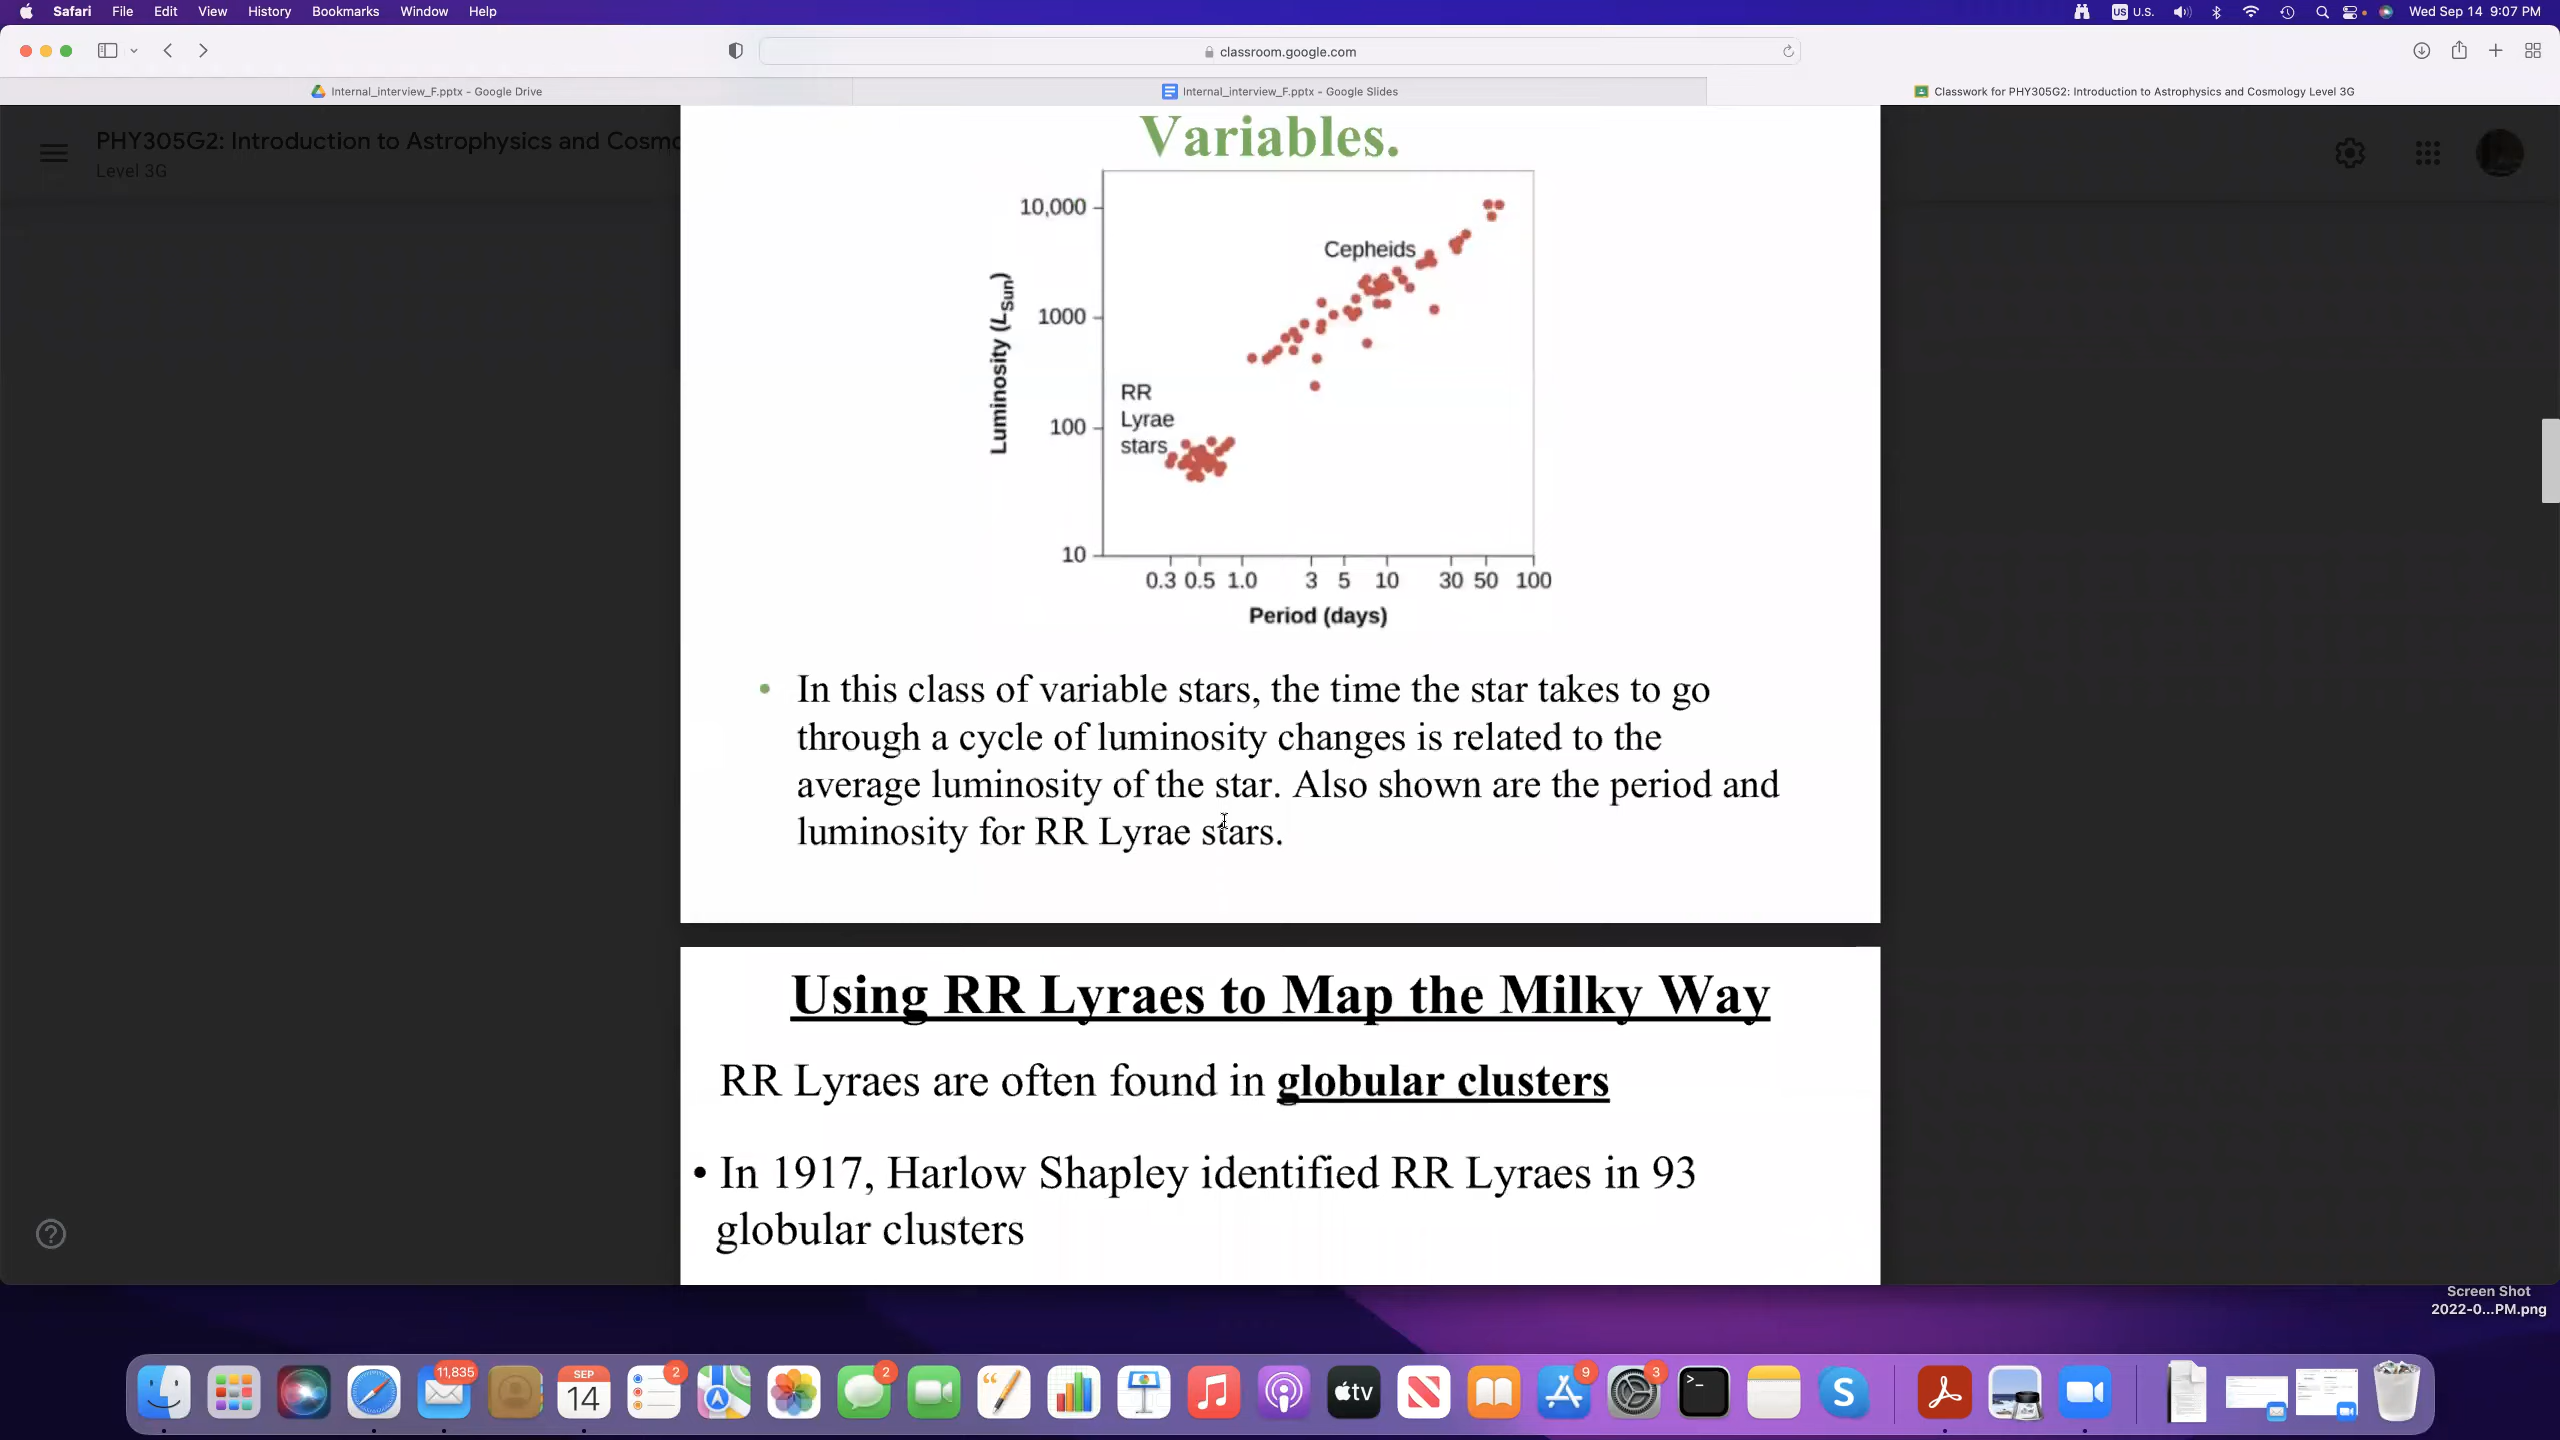 Safari File Edit View History Bookmarks Window Help
US U.S. Wed Sep 14 9:07 PM
classroom.google.com
Internal_interview_F.pptx - Google Drive
Internal_interview_F.pptx - Google Slides
Classwork for PHY305G2: Introduction to Astrophysics and Cosmology Level 3G
PHY305G2: Introduction to Astrophysics and Cosmo
Level 3G
Variables.
10,000
1000
100
10
Luminosity (LSun)
Cepheids
RR
Lyrae
stars
0.3 0.5 1.0 3 5 10 30 50 100
Period (days)
• In this class of variable stars, the time the star takes to go
through a cycle of luminosity changes is related to the
average luminosity of the star. Also shown are the period and
luminosity for RR Lyrae stars.
Using RR Lyraes to Map the Milky Way
RR Lyraes are often found in globular clusters
• In 1917, Harlow Shapley identified RR Lyraes in 93
globular clusters
Screen Shot
2022-0...PM.png
11,835
SEP
14
2
2
tv
9
3
>_
S